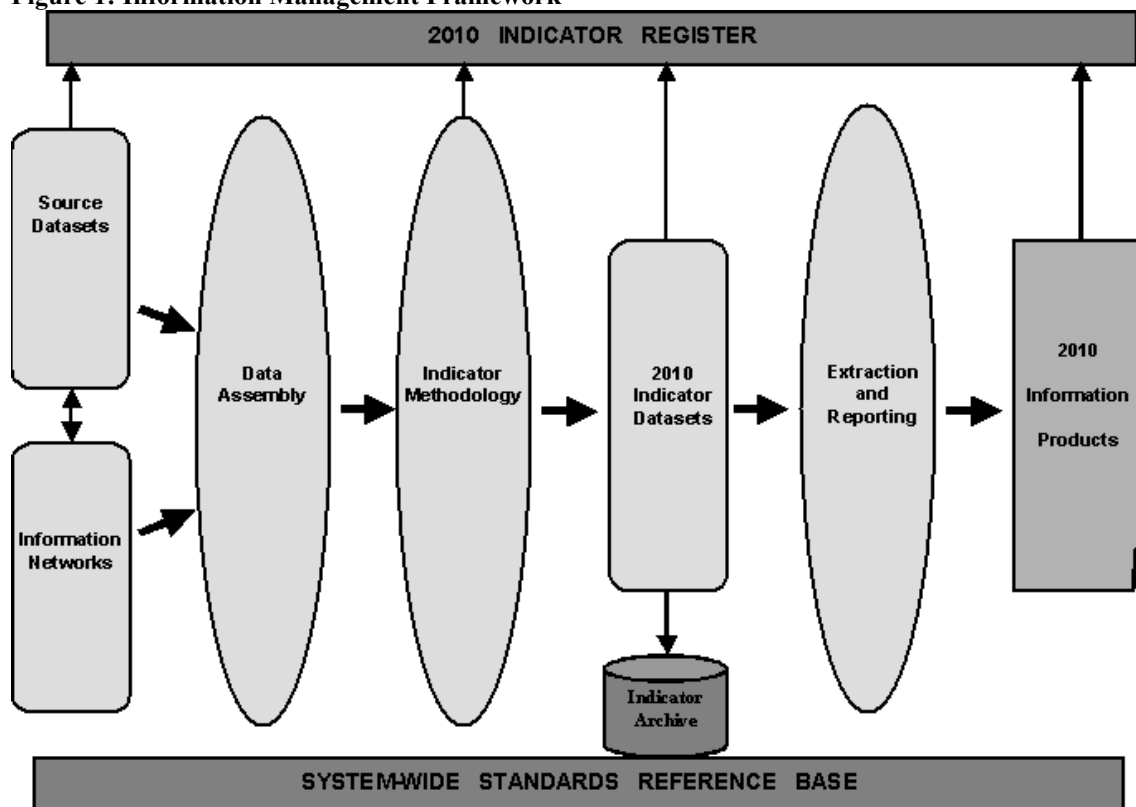 Figure 1: Information Management Framework
2010 INDICATOR REGISTER
Source
Datasets
Information
Networks
Data
Assembly
Indicator
Methodology
2010
Indicator
Datasets
Indicator
Archive
Extraction
and
Reporting
2010
Information
Products
SYSTEM-WIDE STANDARDS REFERENCE BASE